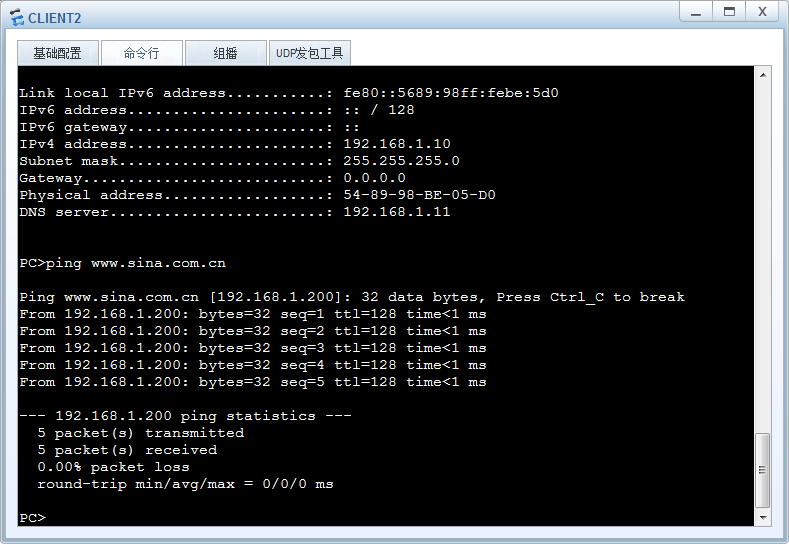 CLIENT2
基础配置 命令行 组播 UDP发包工具
Link local IPv6 address...........: fe80::5689:98ff:febe:5d0
IPv6 address......................: :: / 128
IPv6 gateway......................: ::
IPv4 address......................: 192.168.1.10
Subnet mask.......................: 255.255.255.0
Gateway...........................: 0.0.0.0
Physical address..................: 54-89-98-BE-05-D0
DNS server........................: 192.168.1.11
PC>ping www.sina.com.cn
Ping www.sina.com.cn [192.168.1.200]: 32 data bytes, Press Ctrl_C to break
From 192.168.1.200: bytes=32 seq=1 ttl=128 time<1 ms
From 192.168.1.200: bytes=32 seq=2 ttl=128 time<1 ms
From 192.168.1.200: bytes=32 seq=3 ttl=128 time<1 ms
From 192.168.1.200: bytes=32 seq=4 ttl=128 time<1 ms
From 192.168.1.200: bytes=32 seq=5 ttl=128 time<1 ms
--- 192.168.1.200 ping statistics ---
5 packet(s) transmitted
5 packet(s) received
0.00% packet loss
round-trip min/avg/max = 0/0/0 ms
PC>